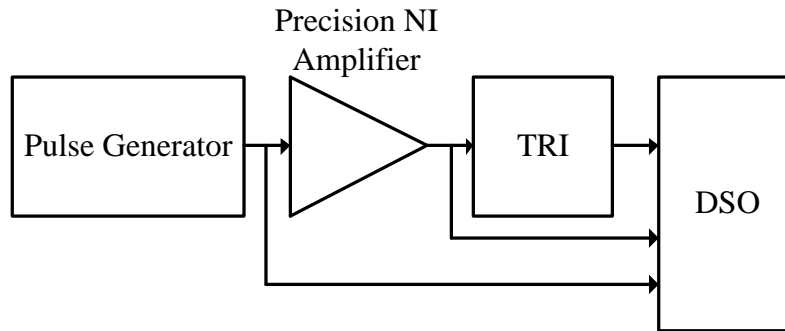 Precision NI
Amplifier
Pulse Generator
TRI
DSO